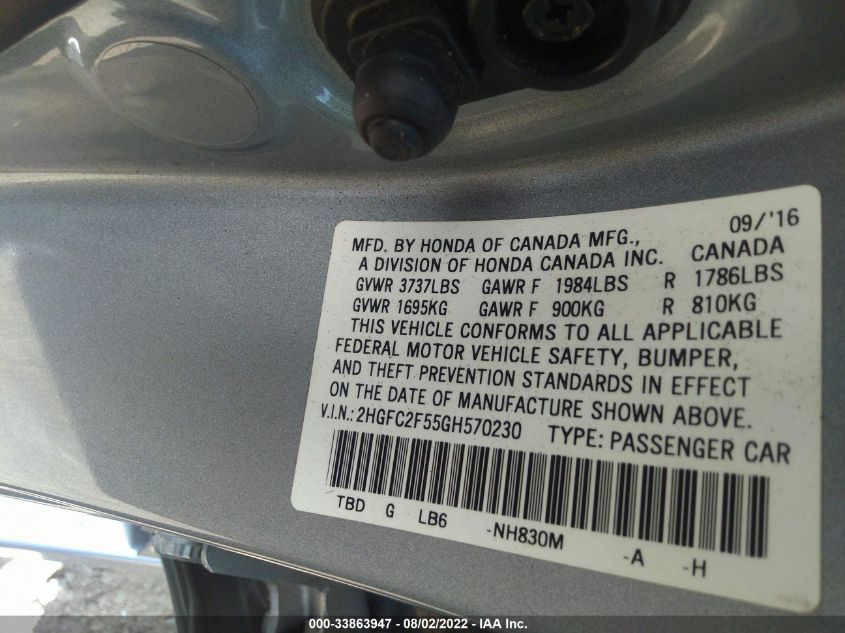 09/'16
MFD. BY HONDA OF CANADA MFG.,
A DIVISION OF HONDA CANADA INC. CANADA
GVWR 3737LBS GAWR F 1984LBS R 1786LBS
GVWR 1695KG GAWR F 900KG R 810KG
THIS VEHICLE CONFORMS TO ALL APPLICABLE
FEDERAL MOTOR VEHICLE SAFETY, BUMPER,
AND THEFT PREVENTION STANDARDS IN EFFECT
ON THE DATE OF MANUFACTURE SHOWN ABOVE.
V.I.N.: 2HGFC2F55GH570230 TYPE: PASSENGER CAR
TBD G LB6 -NH830M -A -H
000-33863947 - 08/02/2022 - IAAI.com.